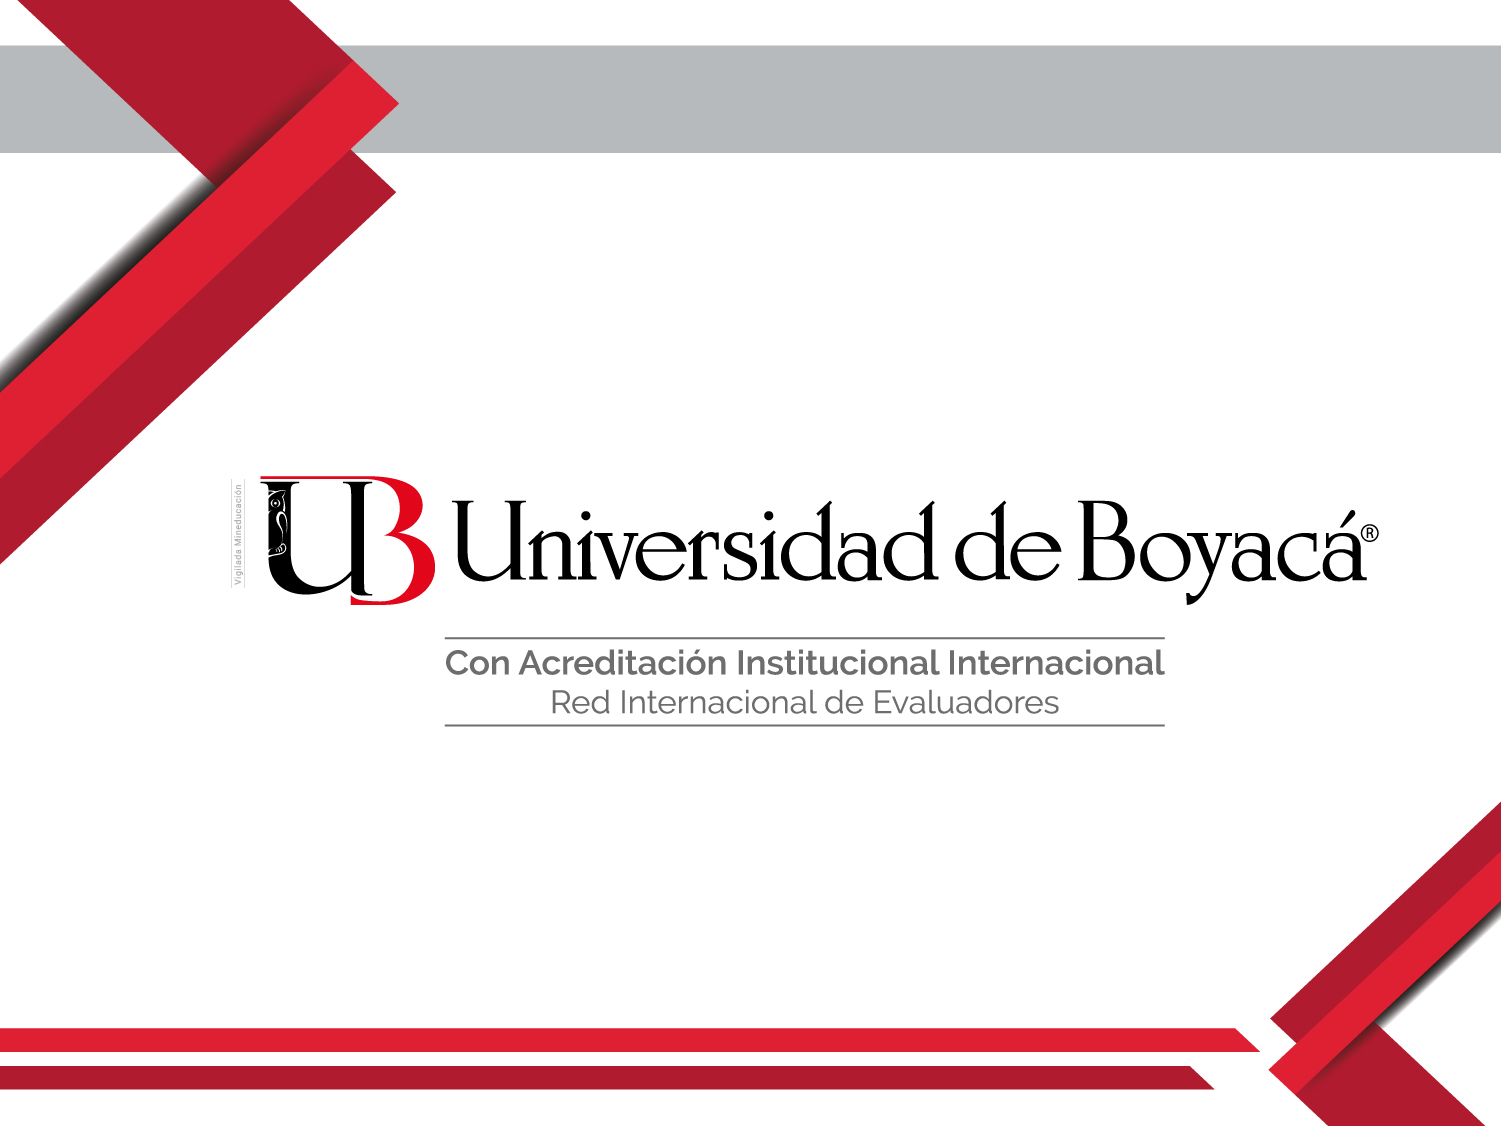 Vigilada Mineducación
UB Universidad de Boyacá®
Con Acreditación Institucional Internacional
Red Internacional de Evaluadores